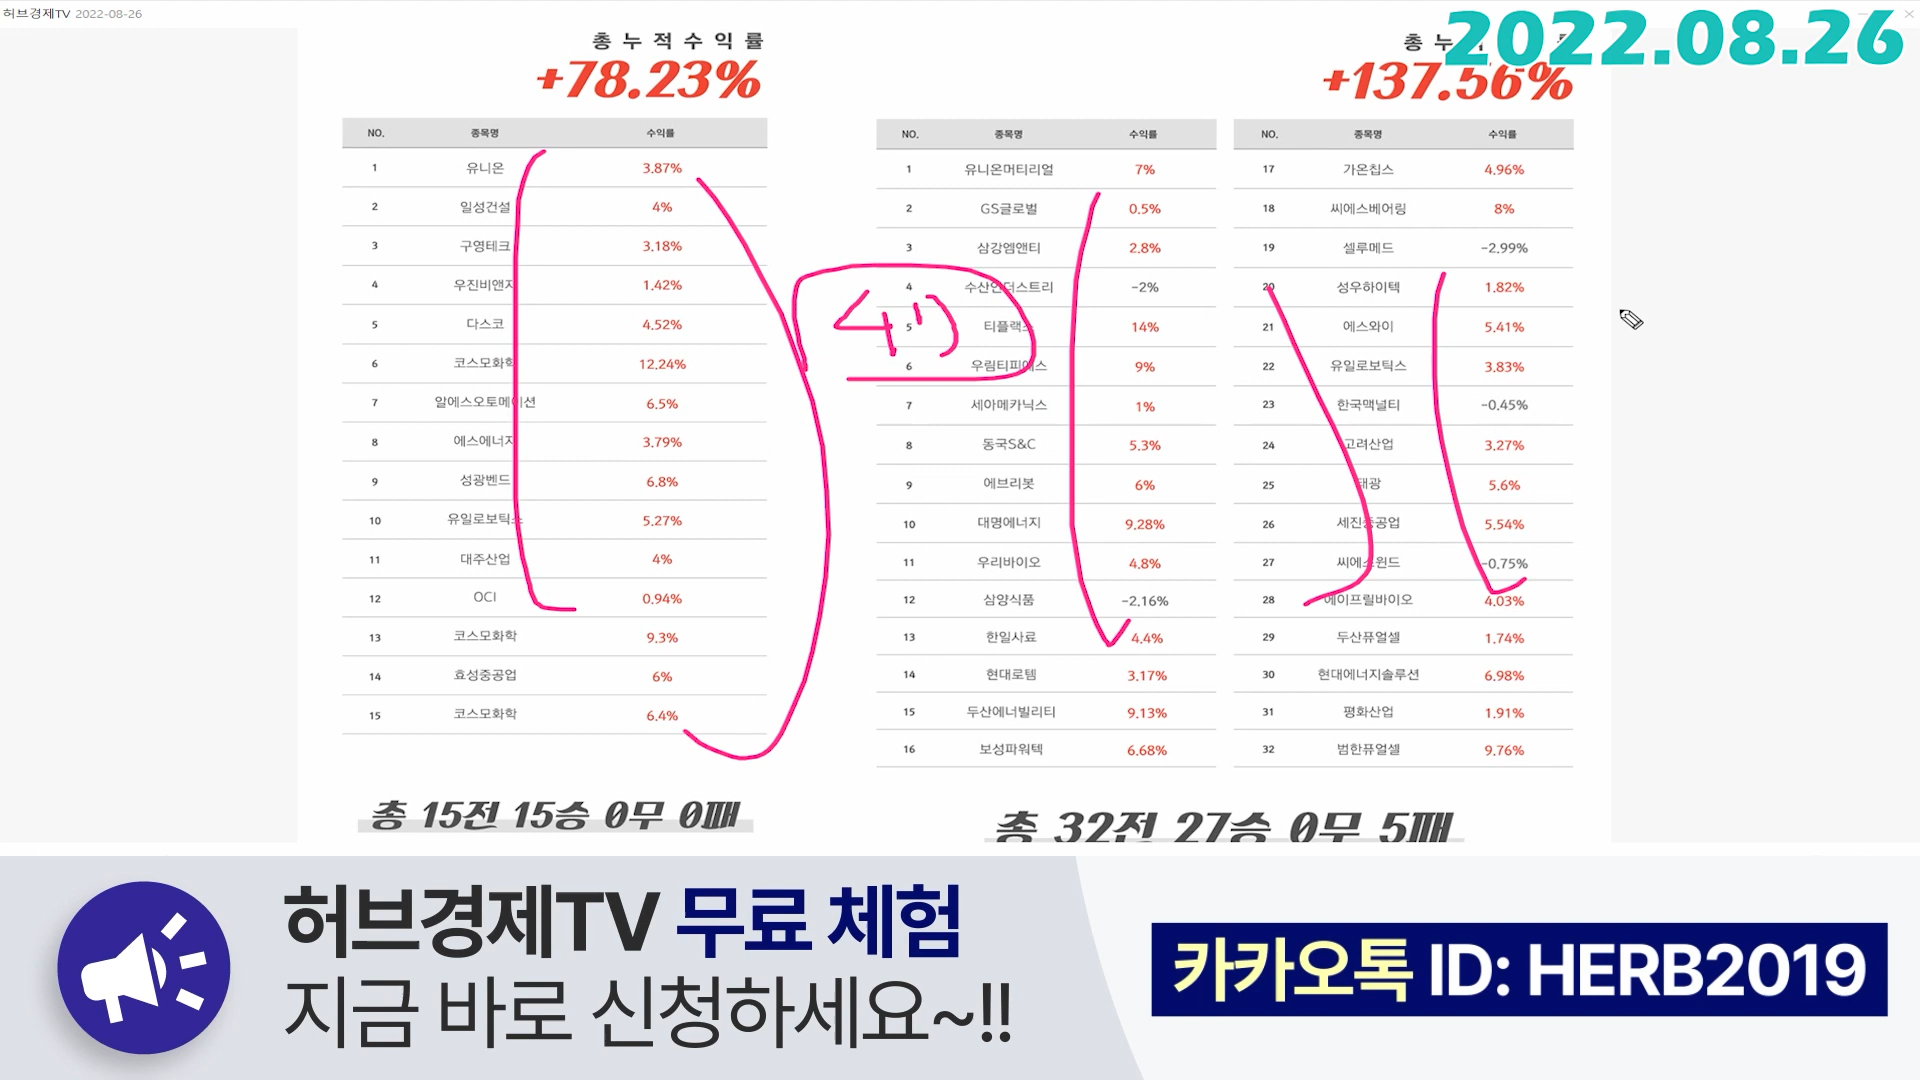 허브경제TV 2022-08-26
2022.08.26
총 누 적 수 익 률
+78.23%
NO. 종목명 수익률
1 유니온 3.87%
2 일성건설 4%
3 구영테크 3.18%
4 우진비앤지 1.42%
5 다스코 4.52%
6 코스모화학 12.24%
7 알에스오토메이션 6.5%
8 에스에너지 3.79%
9 성광벤드 6.8%
10 유일로보틱스 5.27%
11 대주산업 4%
12 OCI 0.94%
13 코스모화학 9.3%
14 효성중공업 6%
15 코스모화학 6.4%
총 15전 15승 0무 0패
총 누
+137.56%
NO. 종목명 수익률
1 유니온머티리얼 7%
2 GS글로벌 0.5%
3 삼강엠앤티 2.8%
4 수산인더스트리 -2%
5 티플랙스 14%
6 우림티피에스 9%
7 세아메카닉스 1%
8 동국S&C 5.3%
9 에브리봇 6%
10 대명에너지 9.28%
11 우리바이오 4.8%
12 삼양식품 -2.16%
13 한일사료 4.4%
14 현대로템 3.17%
15 두산에너빌리티 9.13%
16 보성파워텍 6.68%
NO. 종목명 수익률
17 가온칩스 4.96%
18 씨에스베어링 8%
19 셀루메드 -2.99%
20 성우하이텍 1.82%
21 에스와이 5.41%
22 유일로보틱스 3.83%
23 한국맥널티 -0.45%
24 고려산업 3.27%
25 태광 5.6%
26 세진중공업 5.54%
27 씨에스윈드 -0.75%
28 에이프릴바이오 4.03%
29 두산퓨얼셀 1.74%
30 현대에너지솔루션 6.98%
31 평화산업 1.91%
32 범한퓨얼셀 9.76%
총 32전 27승 0무 5패
허브경제TV 무료 체험
지금 바로 신청하세요~!!
카카오톡 ID: HERB2019